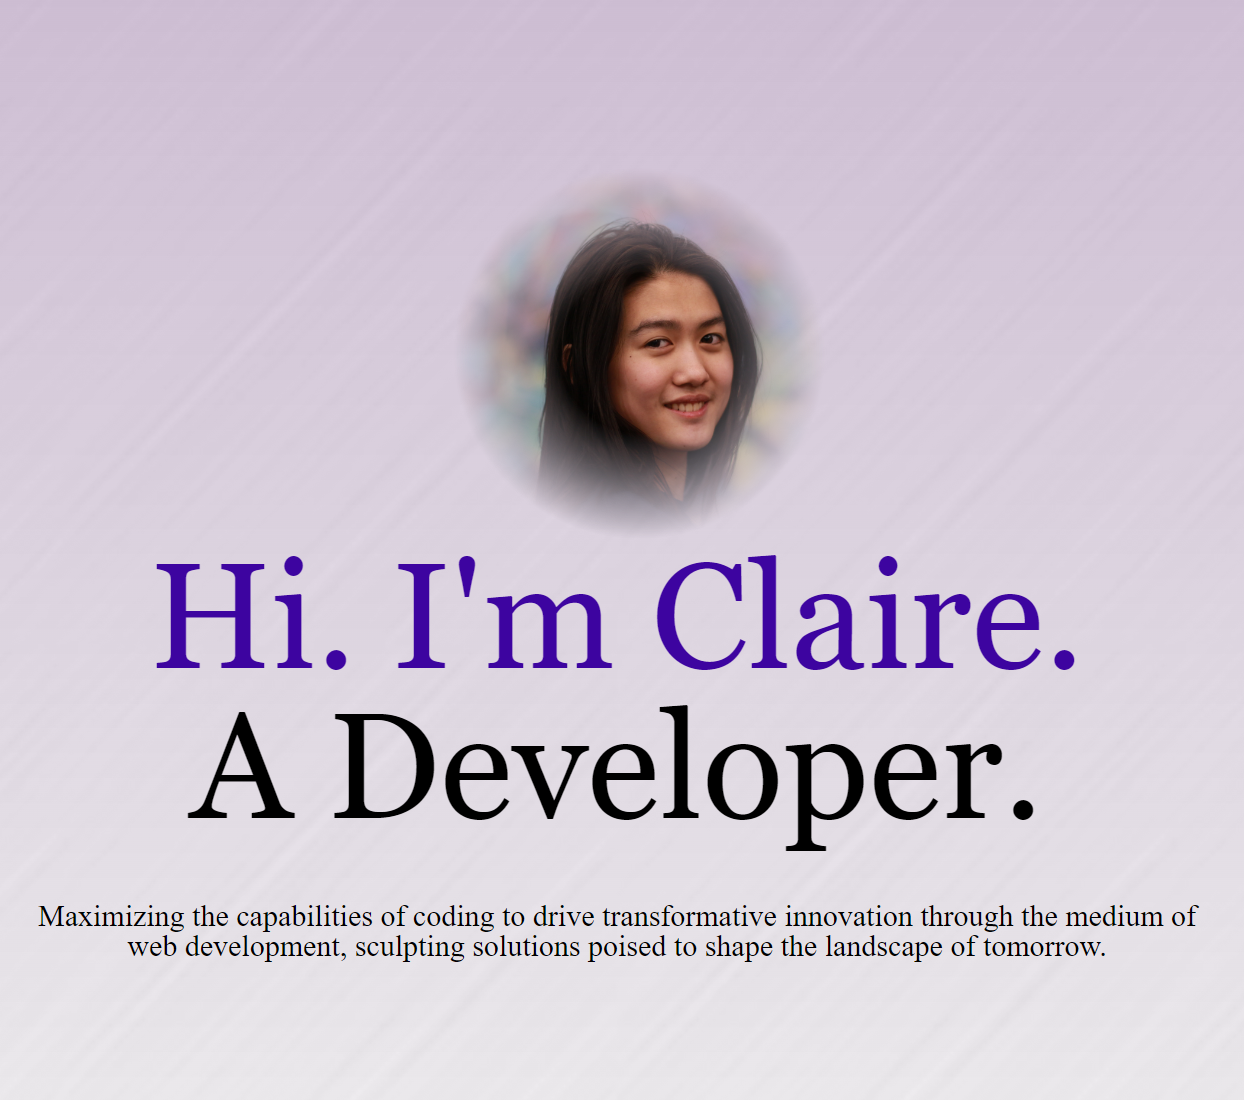 Hi. I'm Claire.
A Developer.
Maximizing the capabilities of coding to drive transformative innovation through the medium of
web development, sculpting solutions poised to shape the landscape of tomorrow.